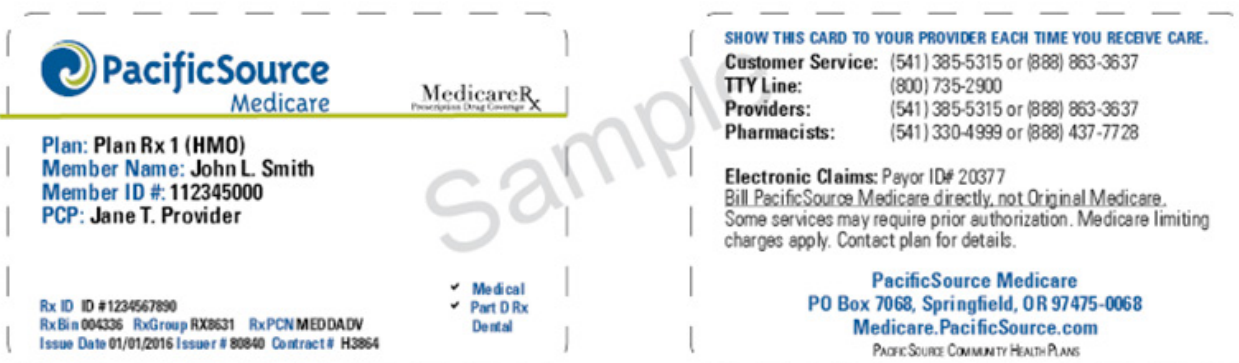 PacificSource
Medicare
MedicareRx
Prescription Drug Coverage
Plan: Plan Rx 1 (HMO)
Member Name: John L. Smith
Member ID #: 112345000
PCP: Jane T. Provider
✓ Medical
✓ Part D Rx
Dental
Rx ID ID #1234567890
RxBin 004336 RxGroup RX8631 RxPCN MEDDADV
Issue Date 01/01/2016 Issuer # 80840 Contract # H3864
Sample
SHOW THIS CARD TO YOUR PROVIDER EACH TIME YOU RECEIVE CARE.
Customer Service: (541) 385-5315 or (888) 863-3637
TTY Line: (800) 735-2900
Providers: (541) 385-5315 or (888) 863-3637
Pharmacists: (541) 330-4999 or (888) 437-7728
Electronic Claims: Payor ID# 20377
Bill PacificSource Medicare directly, not Original Medicare.
Some services may require prior authorization. Medicare limiting
charges apply. Contact plan for details.
PacificSource Medicare
PO Box 7068, Springfield, OR 97475-0068
Medicare.PacificSource.com
PacificSource Community Health Plans